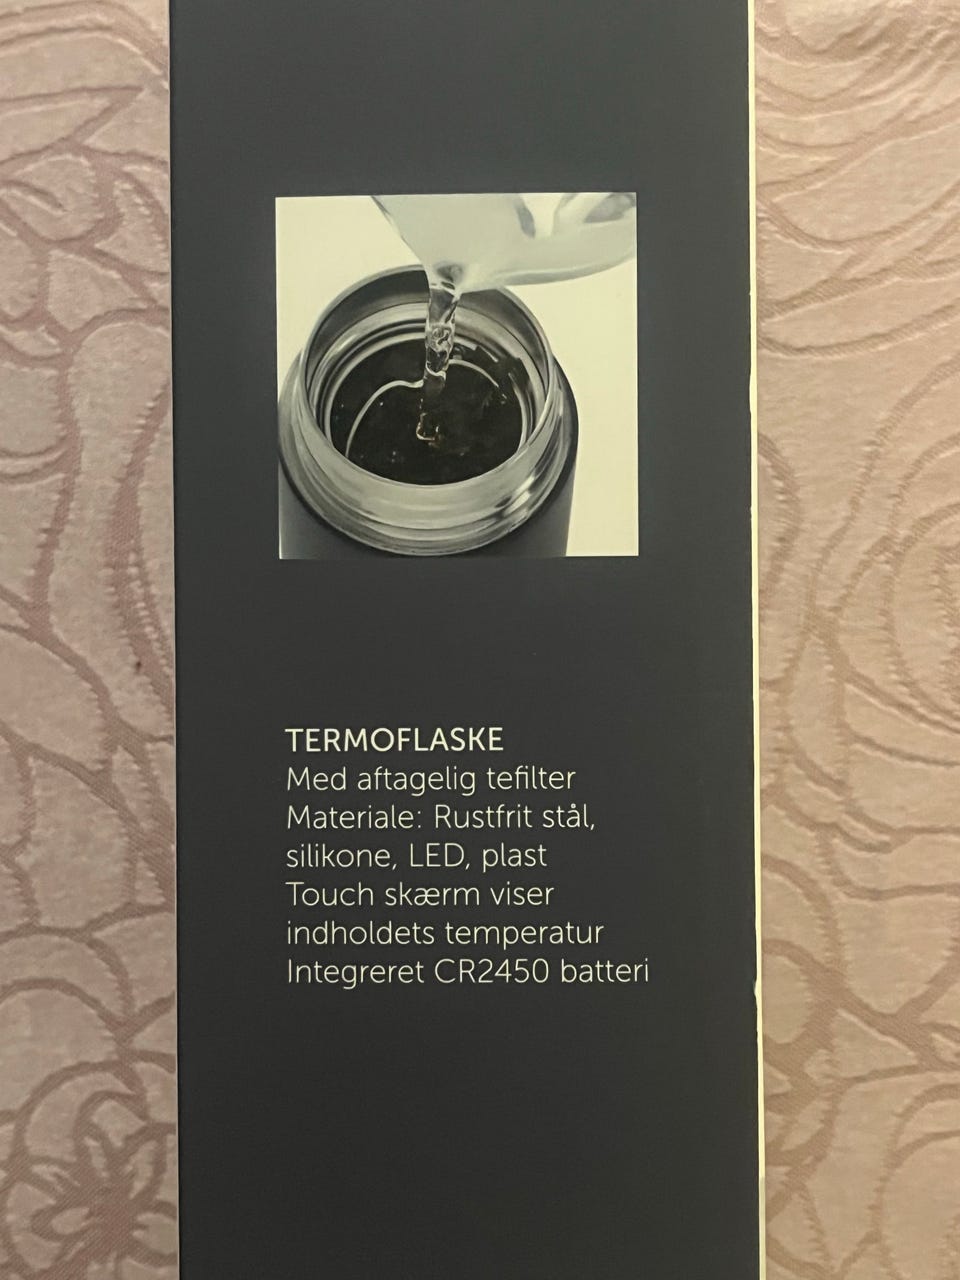 TERMOFLASKE
Med aftagelig tefilter
Materiale: Rustfrit stål,
silikone, LED, plast
Touch skærm viser
indholdets temperatur
Integreret CR2450 batteri